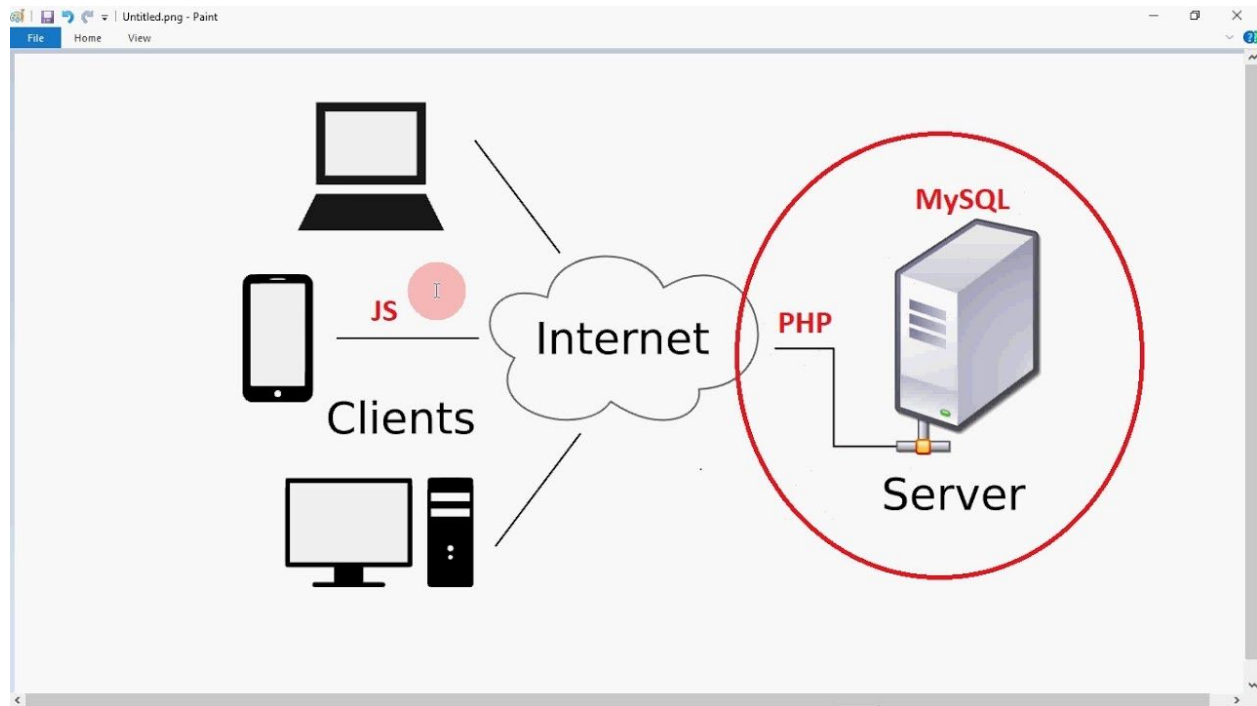 Untitled.png - Paint
File Home View
MySQL
JS
Internet
PHP
Clients
Server